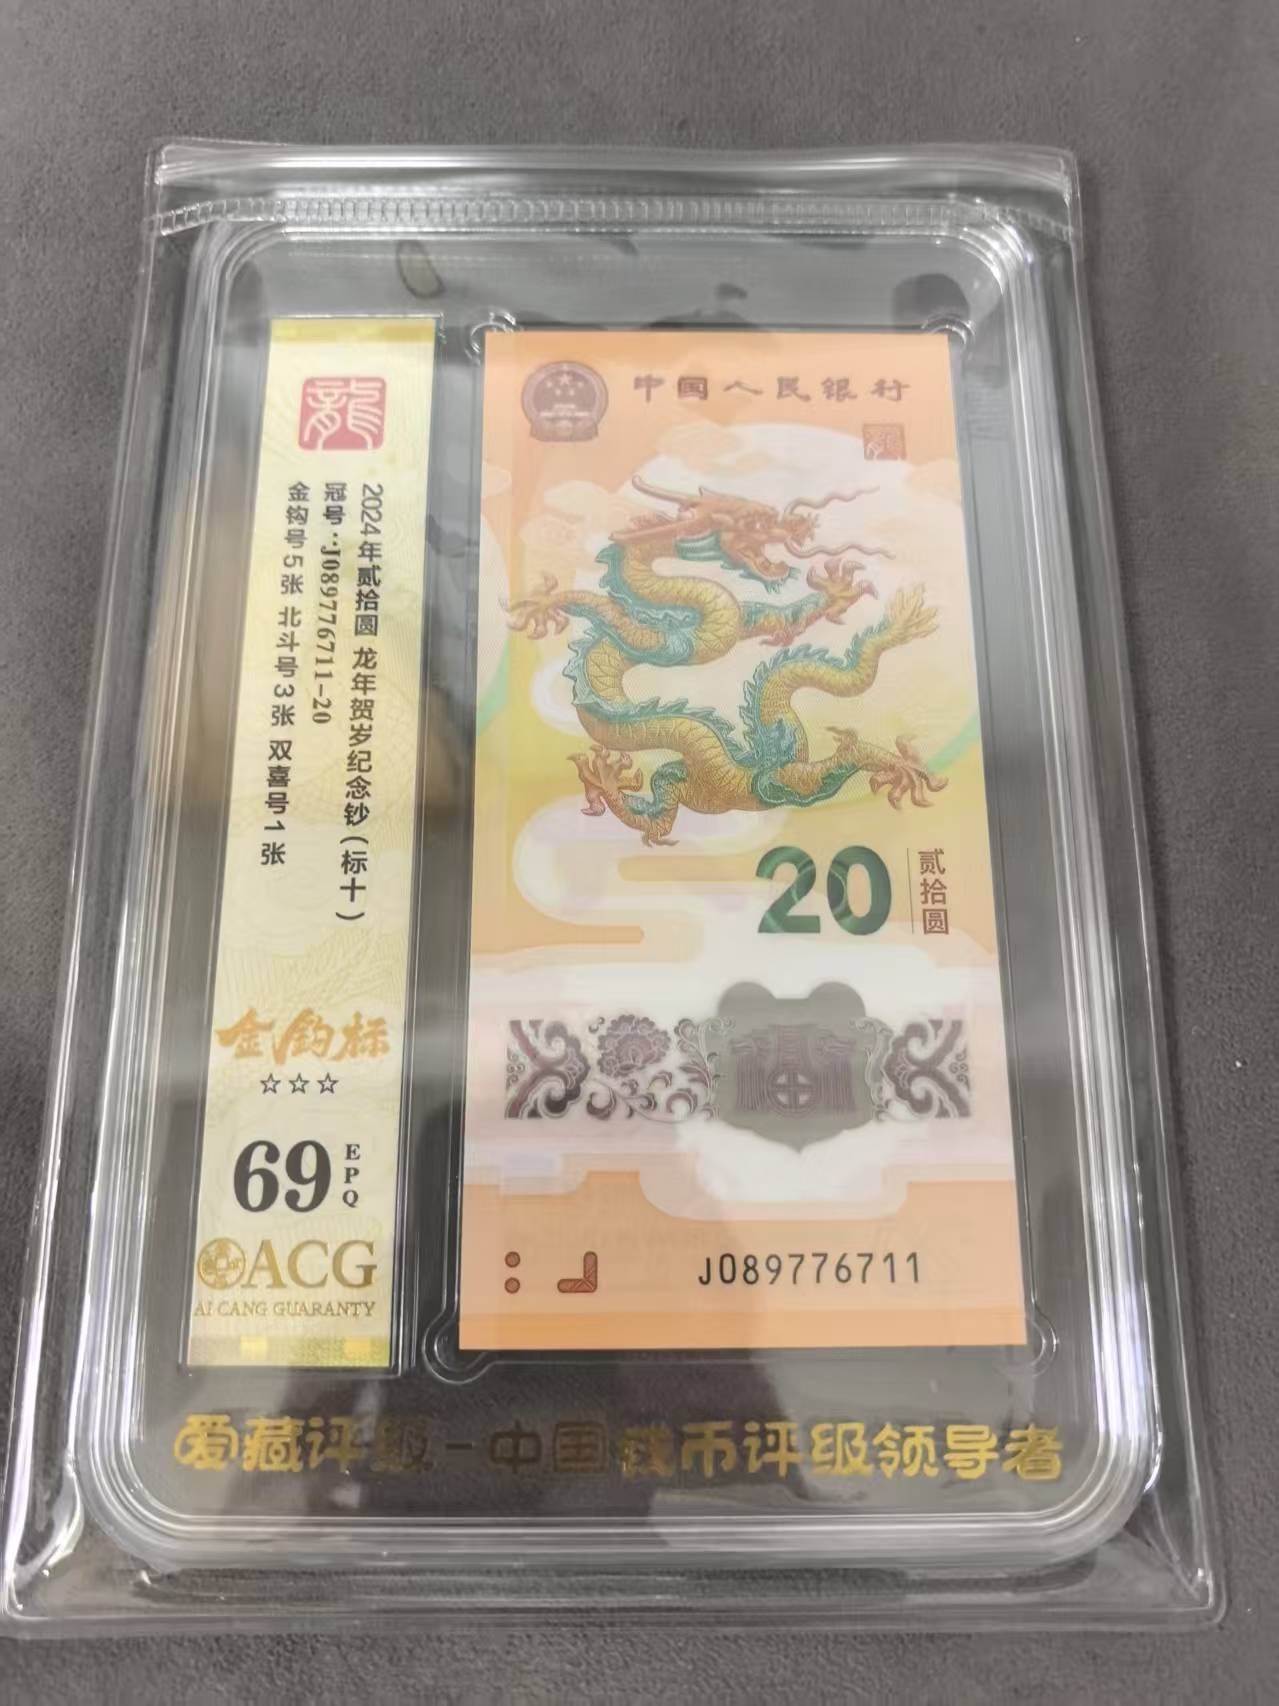 龍
2024年贰拾圆 龙年贺岁纪念钞(标十)
冠号:J089776711-20
金钩号5张 北斗号3张 双喜号1张
金钩标
☆☆☆
69
EPQ
ACG
AI CANG GUARANTY
中国人民银行
20
贰拾圆
J089776711
爱藏评级-中国钱币评级领导者